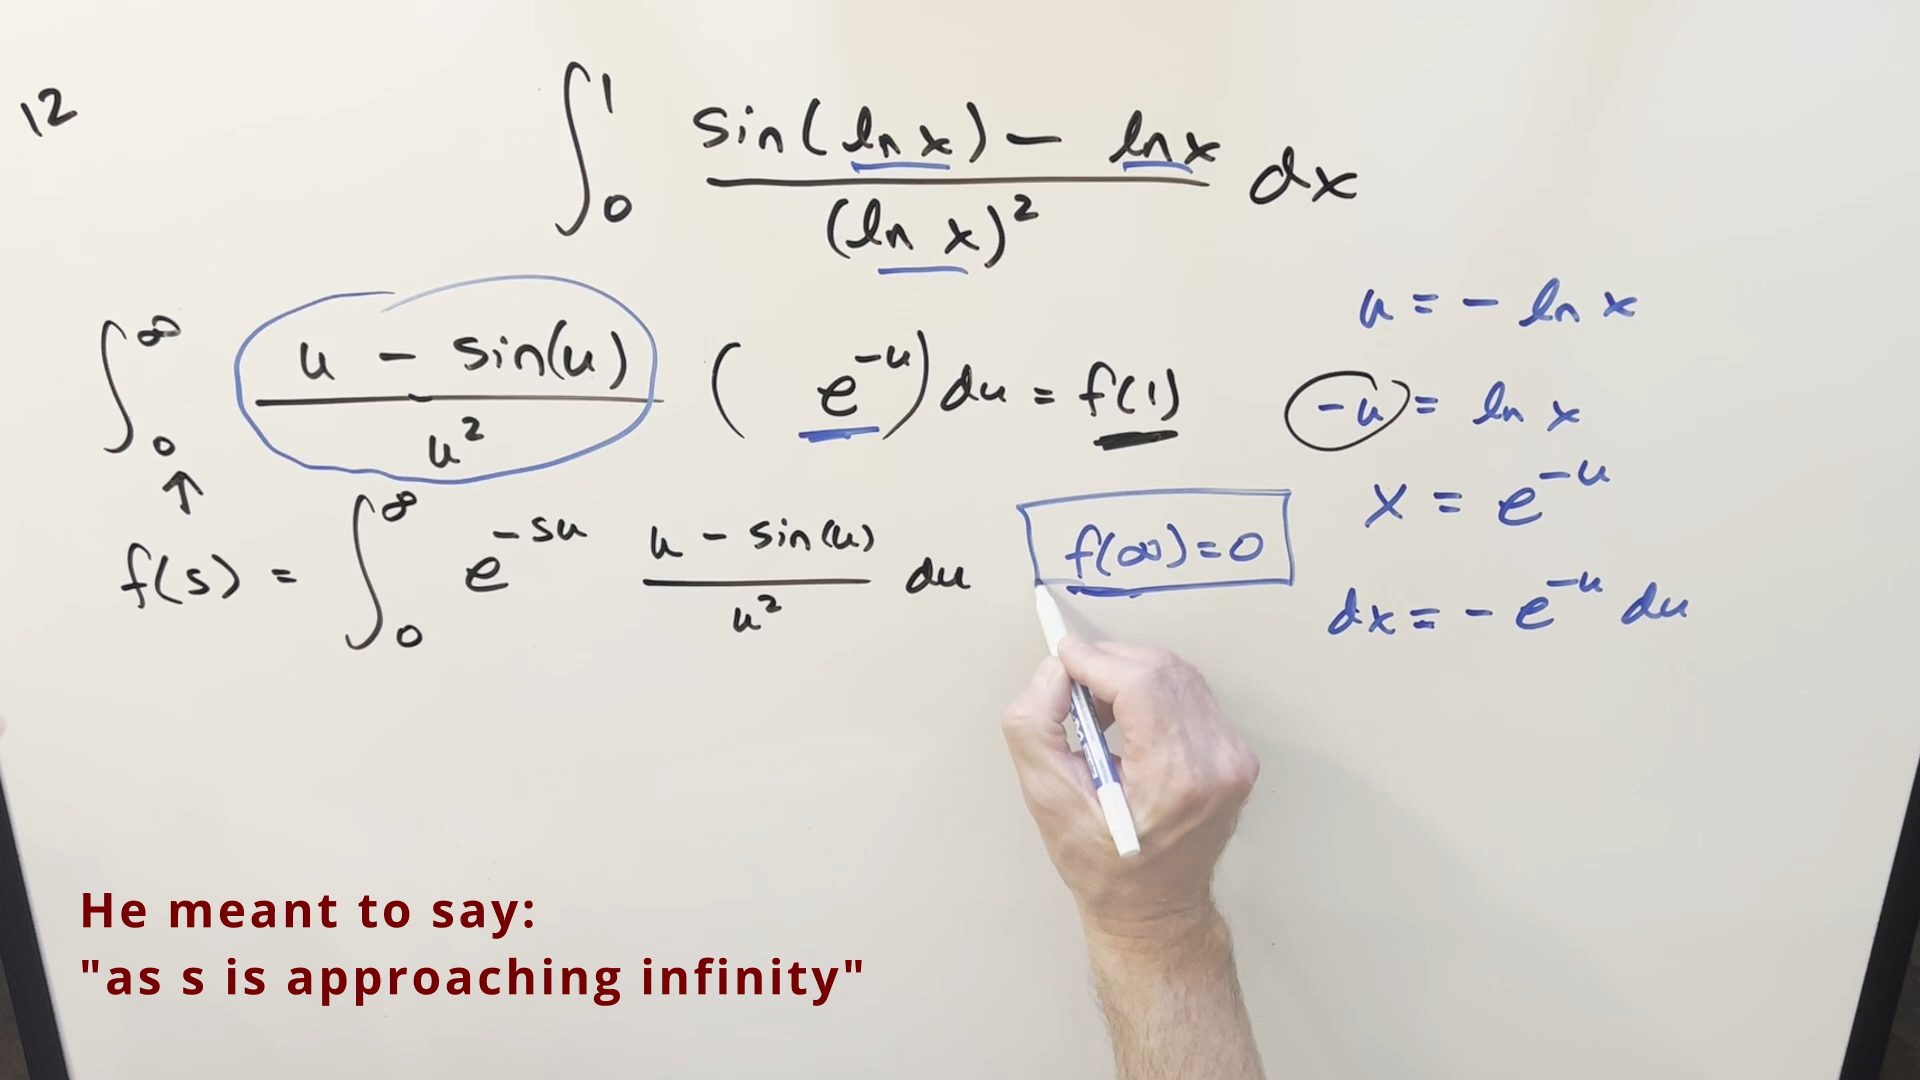 12
∫₀¹ (sin(ln x) − ln x) / (ln x)² dx
u = − ln x
∫₀^∞ (u − sin(u)) / u² (e^−u) du = f(1)
−u = ln x
x = e^−u
f(s) = ∫₀^∞ e^−su (u − sin(u)) / u² du
f(∞) = 0
dx = − e^−u du
He meant to say:
"as s is approaching infinity"